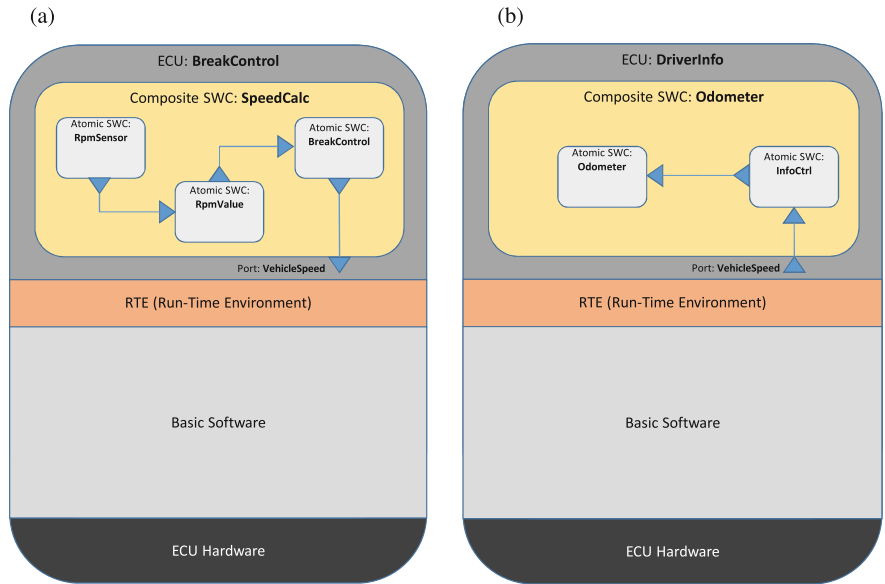 (a)
ECU: BreakControl
Composite SWC: SpeedCalc
Atomic SWC:
RpmSensor
Atomic SWC:
RpmValue
Atomic SWC:
BreakControl
Port: VehicleSpeed
RTE (Run-Time Environment)
Basic Software
ECU Hardware
(b)
ECU: DriverInfo
Composite SWC: Odometer
Atomic SWC:
Odometer
Atomic SWC:
InfoCtrl
Port: VehicleSpeed
RTE (Run-Time Environment)
Basic Software
ECU Hardware